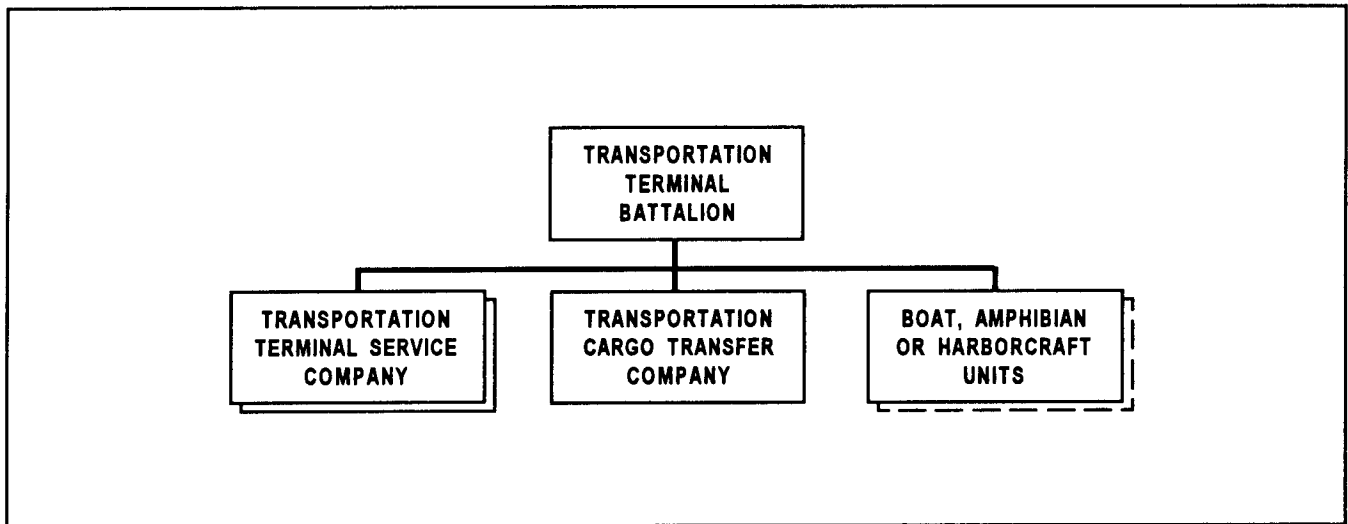 TRANSPORTATION
TERMINAL
BATTALION
TRANSPORTATION
TERMINAL SERVICE
COMPANY
TRANSPORTATION
CARGO TRANSFER
COMPANY
BOAT, AMPHIBIAN
OR HARBORCRAFT
UNITS